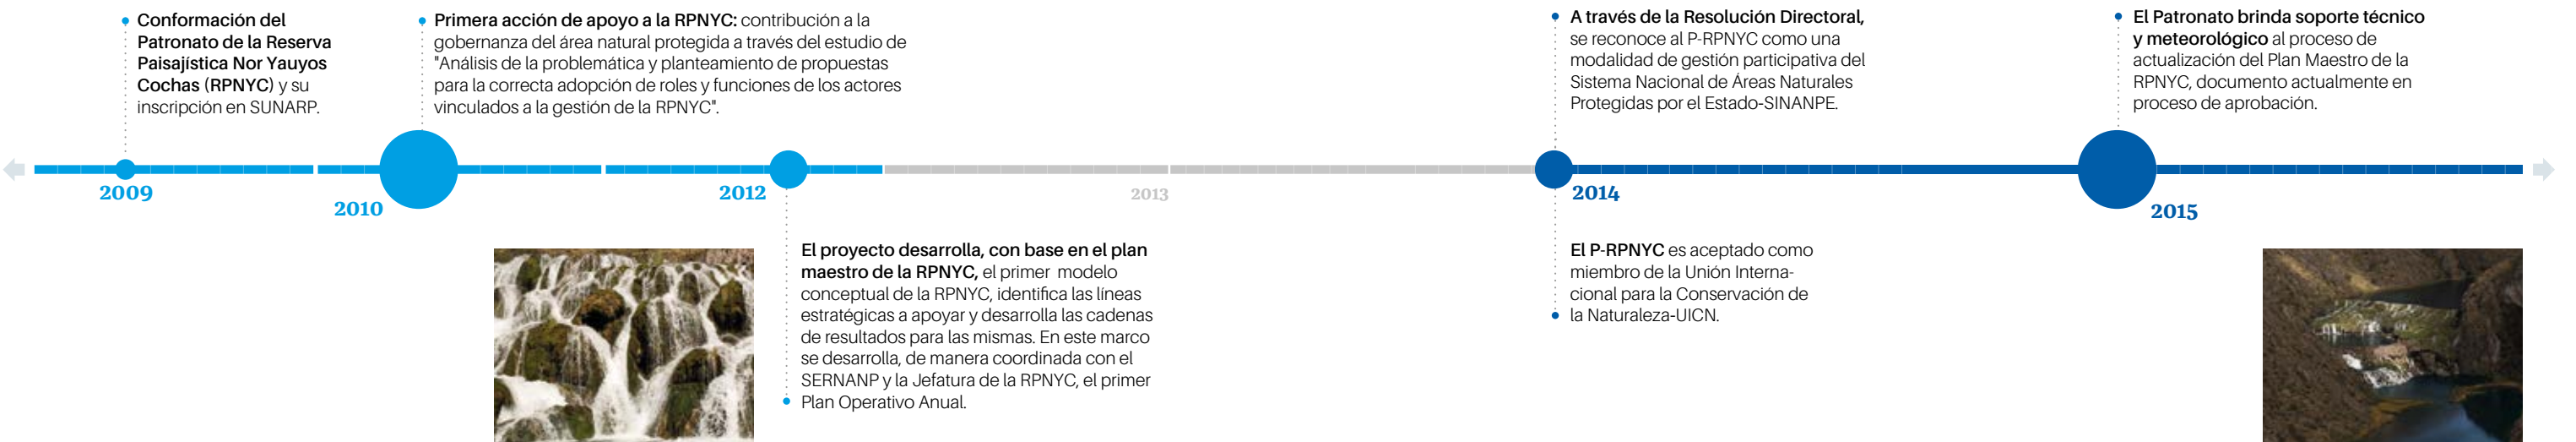 Conformación del
Patronato de la Reserva
Paisajística Nor Yauyos
Cochas (RPNYC) y su
inscripción en SUNARP.
Primera acción de apoyo a la RPNYC: contribución a la
gobernanza del área natural protegida a través del estudio de
"Análisis de la problemática y planteamiento de propuestas
para la correcta adopción de roles y funciones de los actores
vinculados a la gestión de la RPNYC".
A través de la Resolución Directoral,
se reconoce al P-RPNYC como una
modalidad de gestión participativa del
Sistema Nacional de Áreas Naturales
Protegidas por el Estado-SINANPE.
El Patronato brinda soporte técnico
y meteorológico al proceso de
actualización del Plan Maestro de la
RPNYC, documento actualmente en
proceso de aprobación.
2009
2010
2012
2013
2014
2015
El proyecto desarrolla, con base en el plan
maestro de la RPNYC, el primer modelo
conceptual de la RPNYC, identifica las líneas
estratégicas a apoyar y desarrolla las cadenas
de resultados para las mismas. En este marco
se desarrolla, de manera coordinada con el
SERNANP y la Jefatura de la RPNYC, el primer
Plan Operativo Anual.
El P-RPNYC es aceptado como
miembro de la Unión Interna-
cional para la Conservación de
la Naturaleza-UICN.